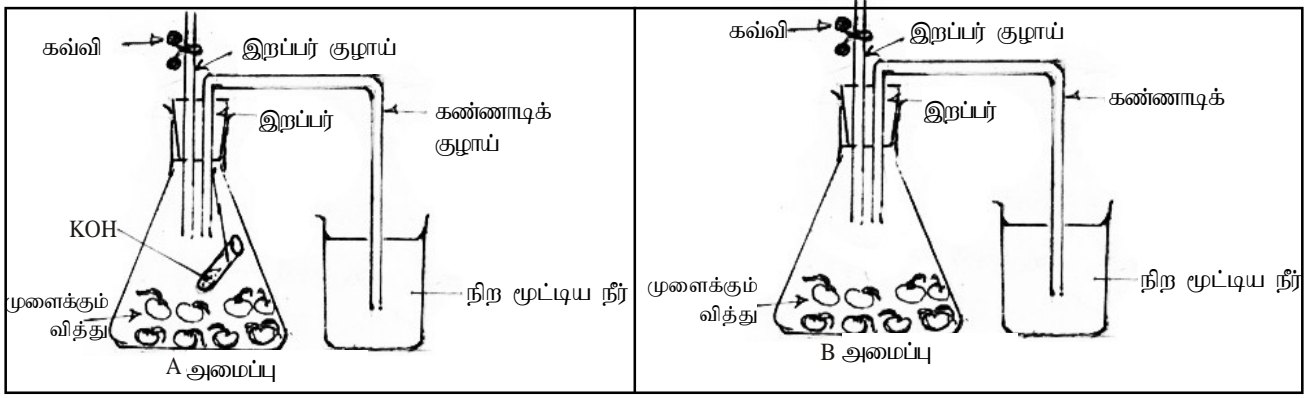 கவ்வி
இறப்பர் குழாய்
இறப்பர்
கண்ணாடிக்
குழாய்
KOH
முளைக்கும்
வித்து
நிற மூட்டிய நீர்
A அமைப்பு
கவ்வி
இறப்பர் குழாய்
இறப்பர்
கண்ணாடிக்
முளைக்கும்
வித்து
நிற மூட்டிய நீர்
B அமைப்பு